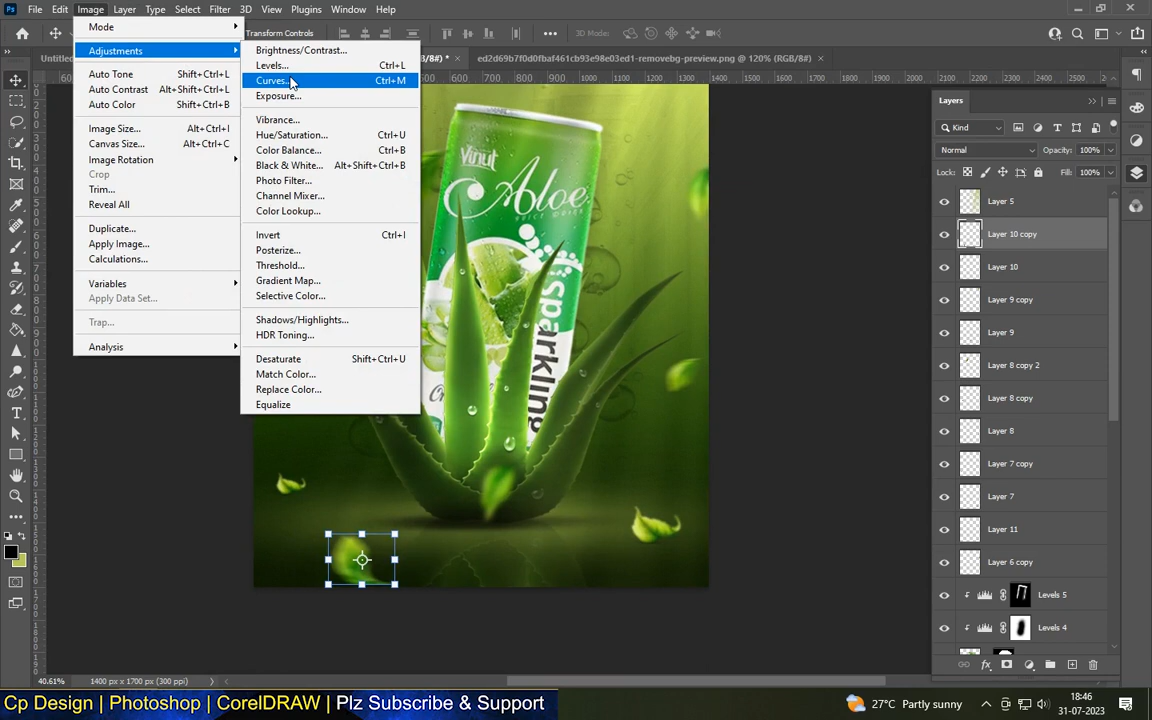 Ps File Edit Image Layer Type Select Filter 3D View Plugins Window Help
Transform Controls 3D Mode:
Untitle /8#) * × ed2d69b7f0d0fbaf461cb93e98e03ed1-removebg-preview.png @ 120% (RGB/8#) ×
Mode
Adjustments
Auto Tone Shift+Ctrl+L
Auto Contrast Alt+Shift+Ctrl+L
Auto Color Shift+Ctrl+B
Image Size... Alt+Ctrl+I
Canvas Size... Alt+Ctrl+C
Image Rotation
Crop
Trim...
Reveal All
Duplicate...
Apply Image...
Calculations...
Variables
Apply Data Set...
Trap...
Analysis
Brightness/Contrast...
Levels... Ctrl+L
Curves... Ctrl+M
Exposure...
Vibrance...
Hue/Saturation... Ctrl+U
Color Balance... Ctrl+B
Black & White... Alt+Shift+Ctrl+B
Photo Filter...
Channel Mixer...
Color Lookup...
Invert Ctrl+I
Posterize...
Threshold...
Gradient Map...
Selective Color...
Shadows/Highlights...
HDR Toning...
Desaturate Shift+Ctrl+U
Match Color...
Replace Color...
Equalize
Vinut
Aloe
JUICE DRINK
sparkling
Layers
Kind
Normal Opacity: 100%
Lock: Fill: 100%
Layer 5
Layer 10 copy
Layer 10
Layer 9 copy
Layer 9
Layer 8 copy 2
Layer 8 copy
Layer 8
Layer 7 copy
Layer 7
Layer 11
Layer 6 copy
Levels 5
Levels 4
40.61% 1400 px x 1700 px (300 ppi)
Cp Design | Photoshop | CorelDRAW | Plz Subscribe & Support
27°C Partly sunny
18:46
31-07-2023